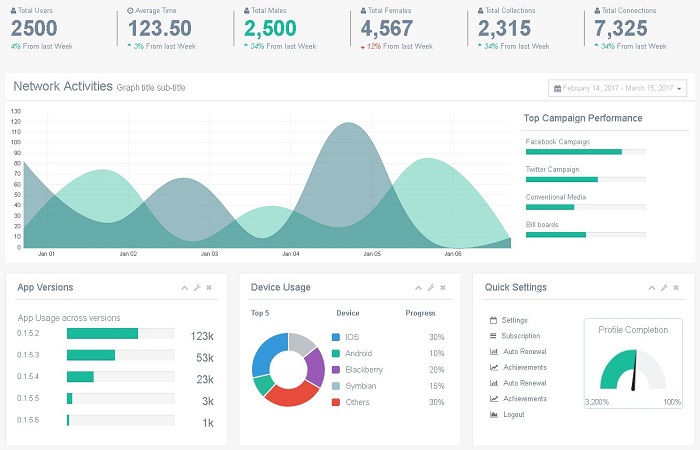 Total Users
2500
4% From last Week
Average Time
123.50
3% From last Week
Total Males
2,500
34% From last Week
Total Females
4,567
12% From last Week
Total Collections
2,315
34% From last Week
Total Connections
7,325
34% From last Week
Network Activities Graph title sub-title
February 14, 2017 - March 15, 2017
130
120
110
100
90
80
70
60
50
40
30
20
10
0
Jan 01
Jan 02
Jan 03
Jan 04
Jan 05
Jan 06
Top Campaign Performance
Facebook Campaign
Twitter Campaign
Conventional Media
Bill boards
App Versions
App Usage across versions
0.1.5.2 123k
0.1.5.3 53k
0.1.5.4 23k
0.1.5.5 3k
0.1.5.6 1k
Device Usage
Top 5 Device Progress
IOS 30%
Android 10%
Blackberry 20%
Symbian 15%
Others 30%
Quick Settings
Settings
Subscription
Auto Renewal
Achievements
Auto Renewal
Achievements
Logout
Profile Completion
3,200% 100%